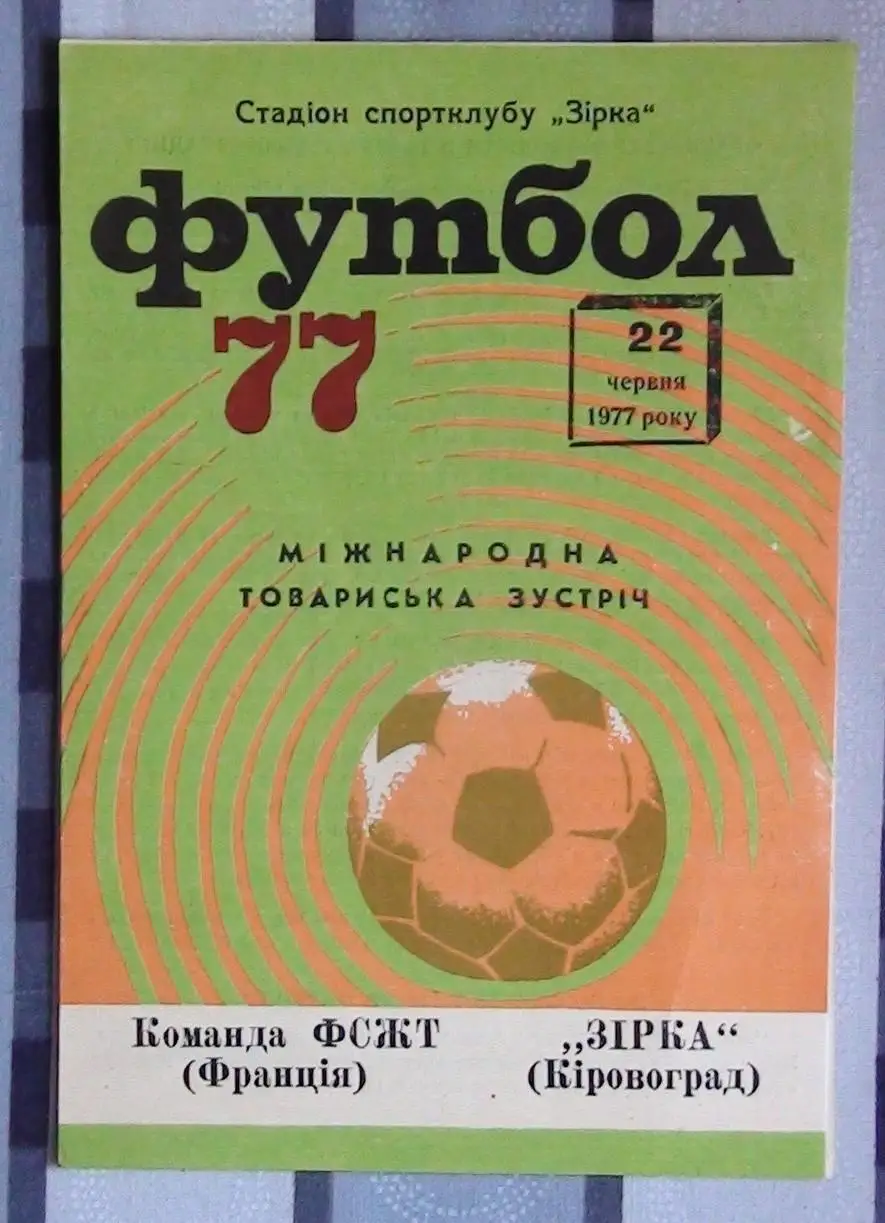 Стадіон спортклубу „Зірка“
футбол
77
22
червня
1977 року
МІЖНАРОДНА
ТОВАРИСЬКА ЗУСТРІЧ
Команда ФСЖТ
(Франція)
„ЗІРКА“
(Кіровоград)